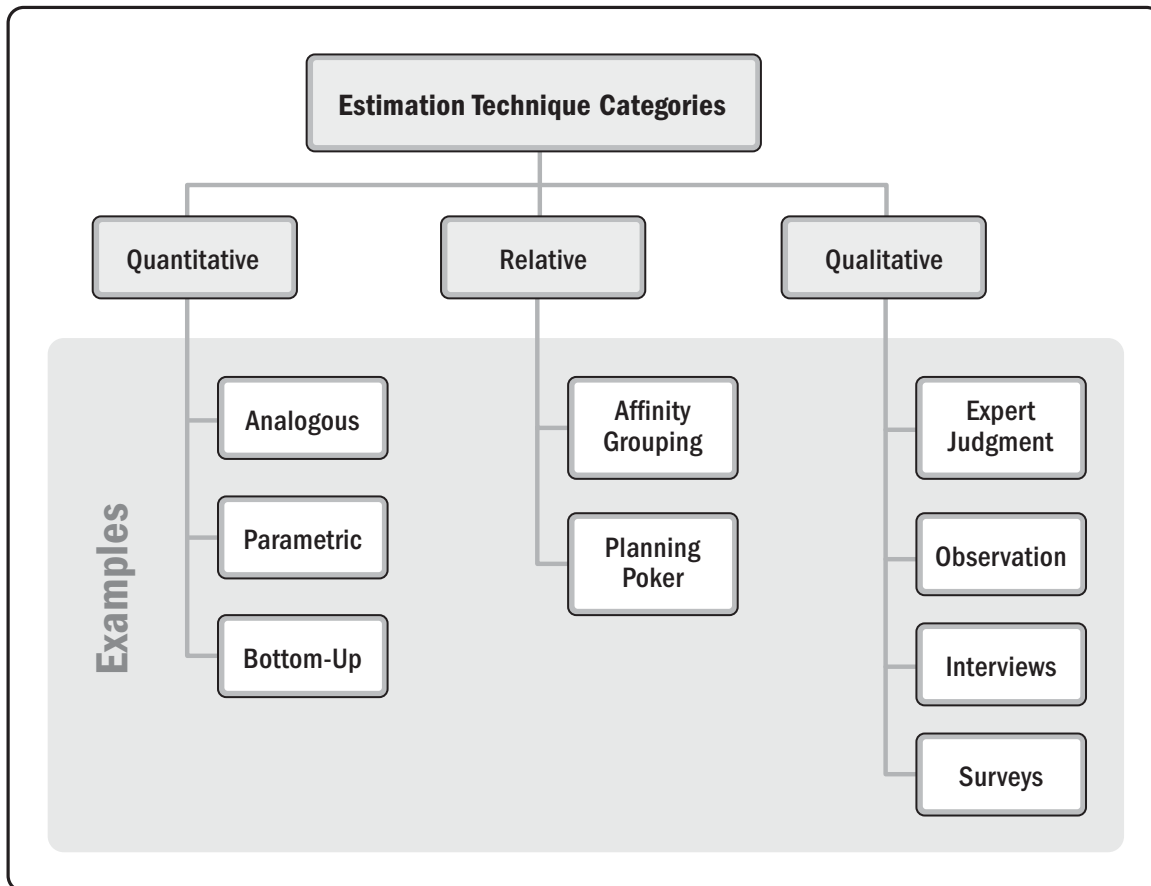 Estimation Technique Categories
Quantitative
Relative
Qualitative
Examples
Analogous
Parametric
Bottom-Up
Affinity
Grouping
Planning
Poker
Expert
Judgment
Observation
Interviews
Surveys